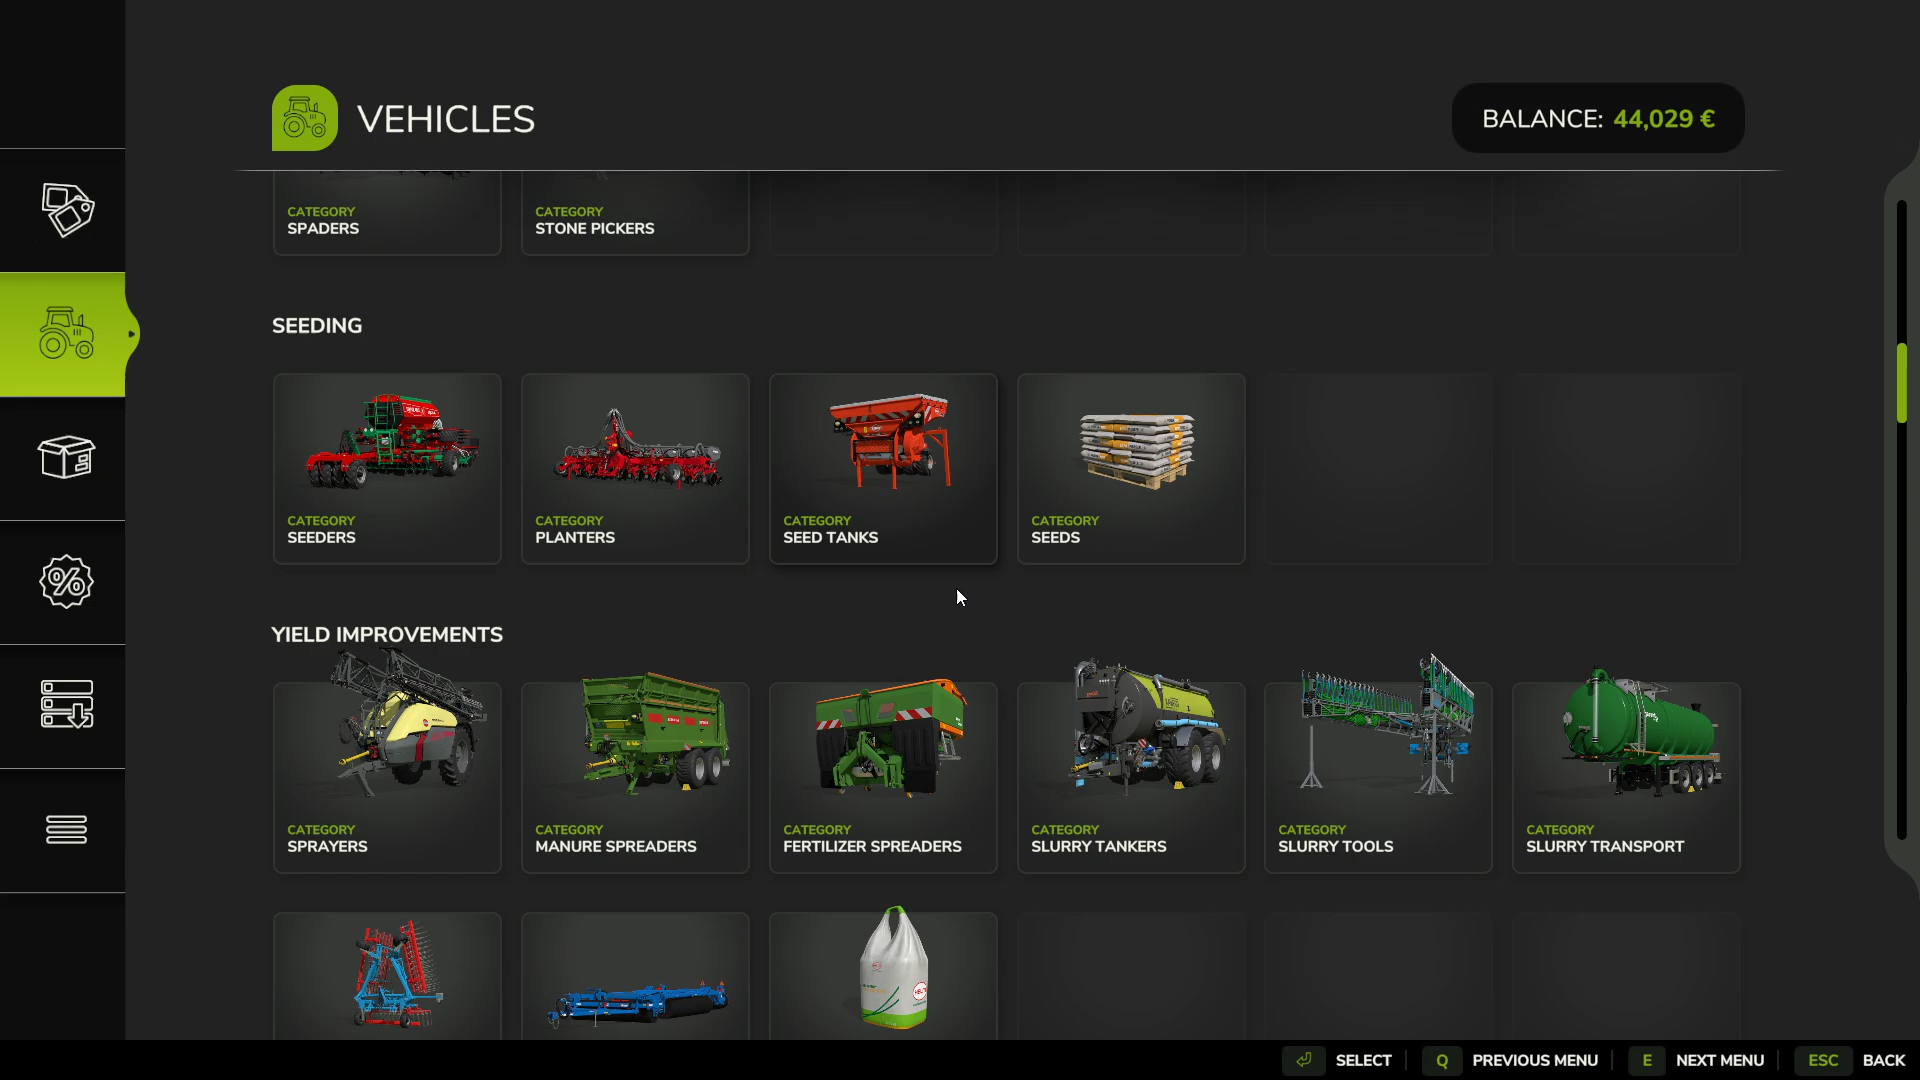 VEHICLES
BALANCE: 44,029 €
CATEGORY
SPADERS
CATEGORY
STONE PICKERS
SEEDING
CATEGORY
SEEDERS
CATEGORY
PLANTERS
CATEGORY
SEED TANKS
CATEGORY
SEEDS
YIELD IMPROVEMENTS
CATEGORY
SPRAYERS
CATEGORY
MANURE SPREADERS
CATEGORY
FERTILIZER SPREADERS
CATEGORY
SLURRY TANKERS
CATEGORY
SLURRY TOOLS
CATEGORY
SLURRY TRANSPORT
SELECT
Q PREVIOUS MENU
E NEXT MENU
ESC BACK